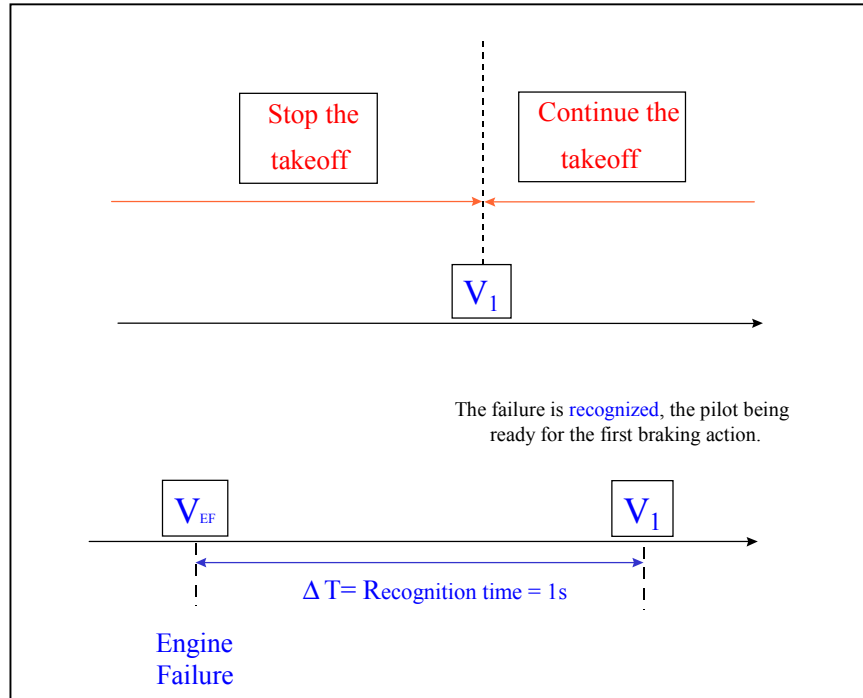 Stop the
takeoff
Continue the
takeoff
V1
The failure is recognized, the pilot being
ready for the first braking action.
VEF
V1
Δ T= Recognition time = 1s
Engine
Failure